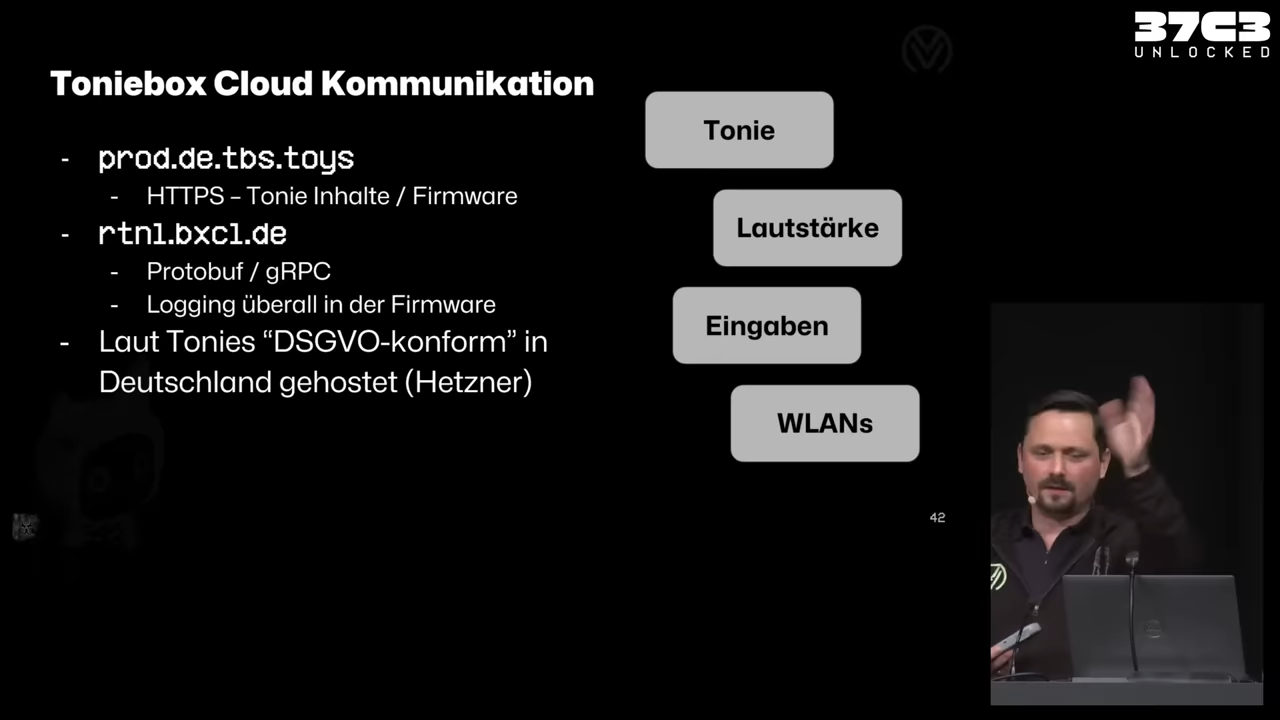 37C3
UNLOCKED
Toniebox Cloud Kommunikation
- prod.de.tbs.toys
- HTTPS – Tonie Inhalte / Firmware
- rtnl.bxcl.de
- Protobuf / gRPC
- Logging überall in der Firmware
- Laut Tonies “DSGVO-konform” in
Deutschland gehostet (Hetzner)
Tonie
Lautstärke
Eingaben
WLANs
42